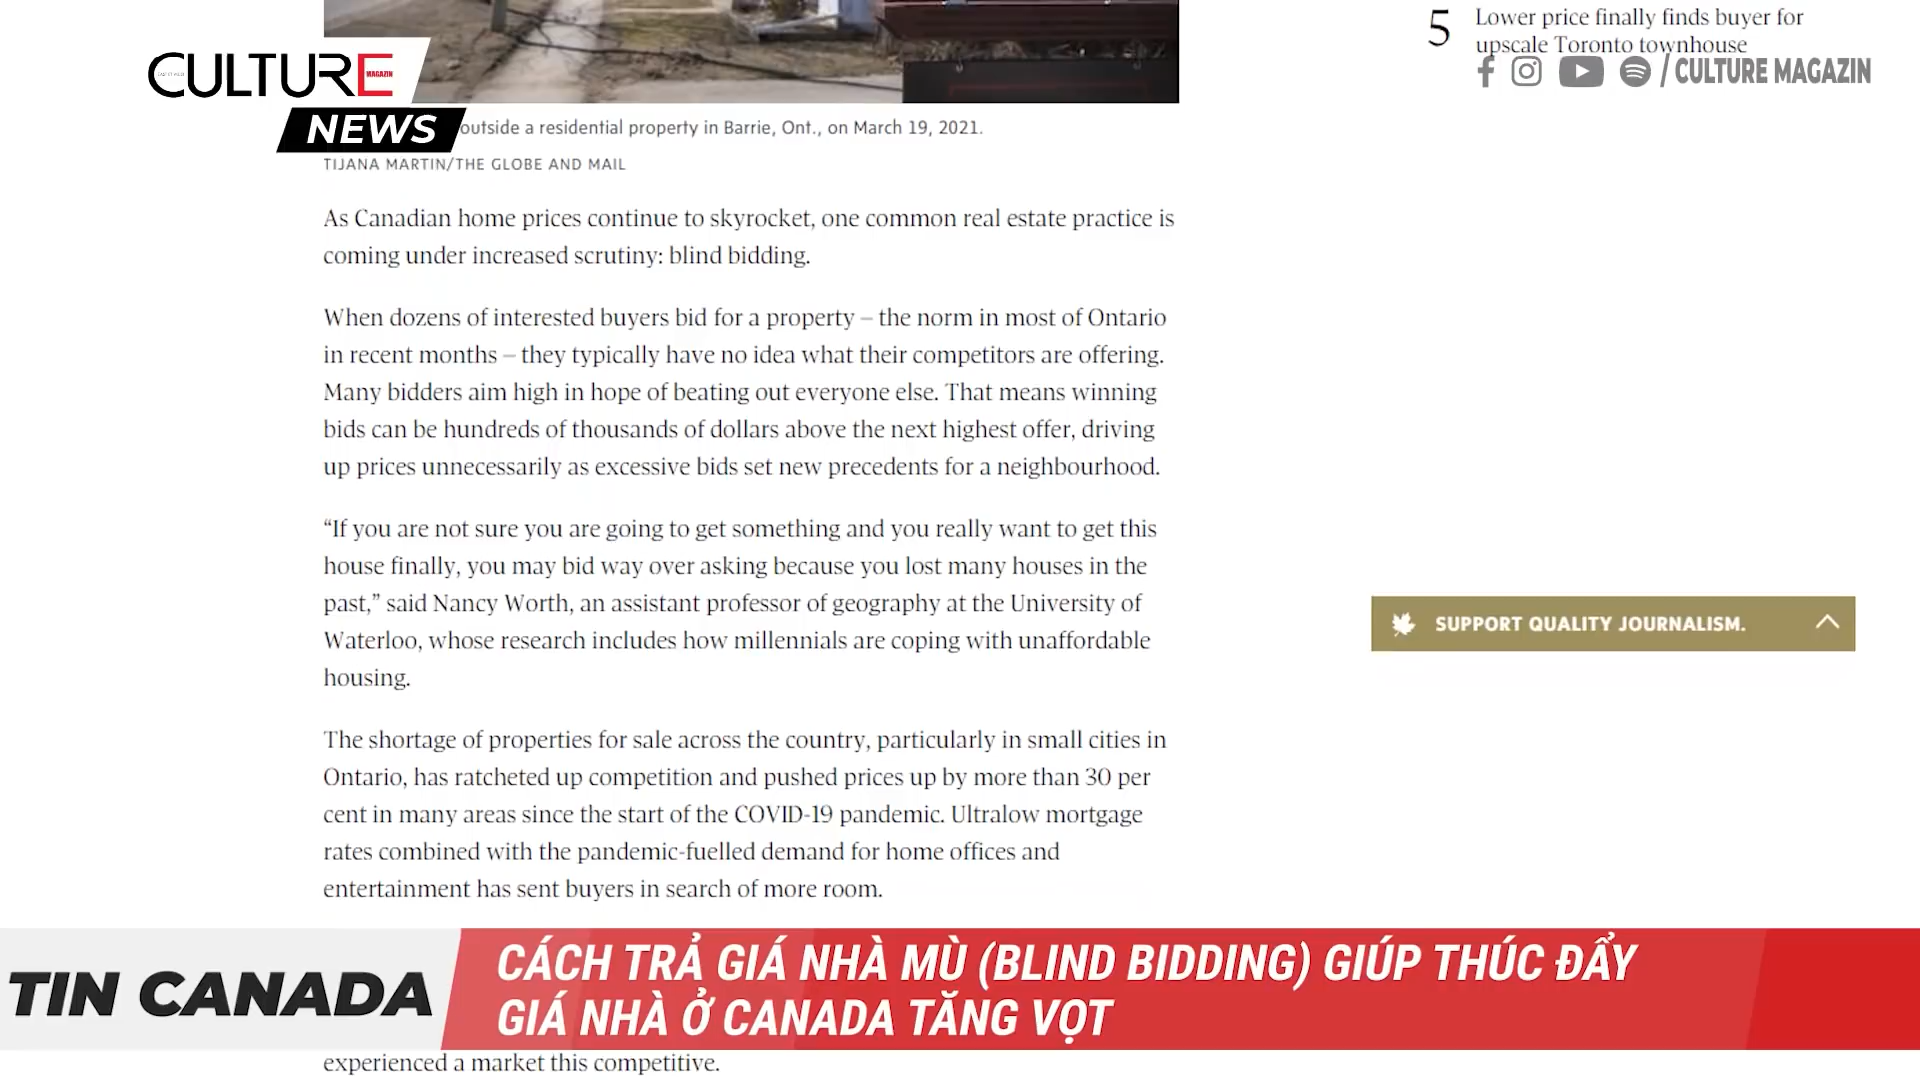 5 Lower price finally finds buyer for
upscale Toronto townhouse
/ CULTURE MAGAZIN
CULTURE
MAGAZIN
NEWS
outside a residential property in Barrie, Ont., on March 19, 2021.
TIJANA MARTIN/THE GLOBE AND MAIL
As Canadian home prices continue to skyrocket, one common real estate practice is
coming under increased scrutiny: blind bidding.
When dozens of interested buyers bid for a property – the norm in most of Ontario
in recent months – they typically have no idea what their competitors are offering.
Many bidders aim high in hope of beating out everyone else. That means winning
bids can be hundreds of thousands of dollars above the next highest offer, driving
up prices unnecessarily as excessive bids set new precedents for a neighbourhood.
“If you are not sure you are going to get something and you really want to get this
house finally, you may bid way over asking because you lost many houses in the
past,” said Nancy Worth, an assistant professor of geography at the University of
Waterloo, whose research includes how millennials are coping with unaffordable
housing.
SUPPORT QUALITY JOURNALISM.
The shortage of properties for sale across the country, particularly in small cities in
Ontario, has ratcheted up competition and pushed prices up by more than 30 per
cent in many areas since the start of the COVID-19 pandemic. Ultralow mortgage
rates combined with the pandemic-fuelled demand for home offices and
entertainment has sent buyers in search of more room.
TIN CANADA
CÁCH TRẢ GIÁ NHÀ MÙ (BLIND BIDDING) GIÚP THÚC ĐẨY
GIÁ NHÀ Ở CANADA TĂNG VỌT
experienced a market this competitive.